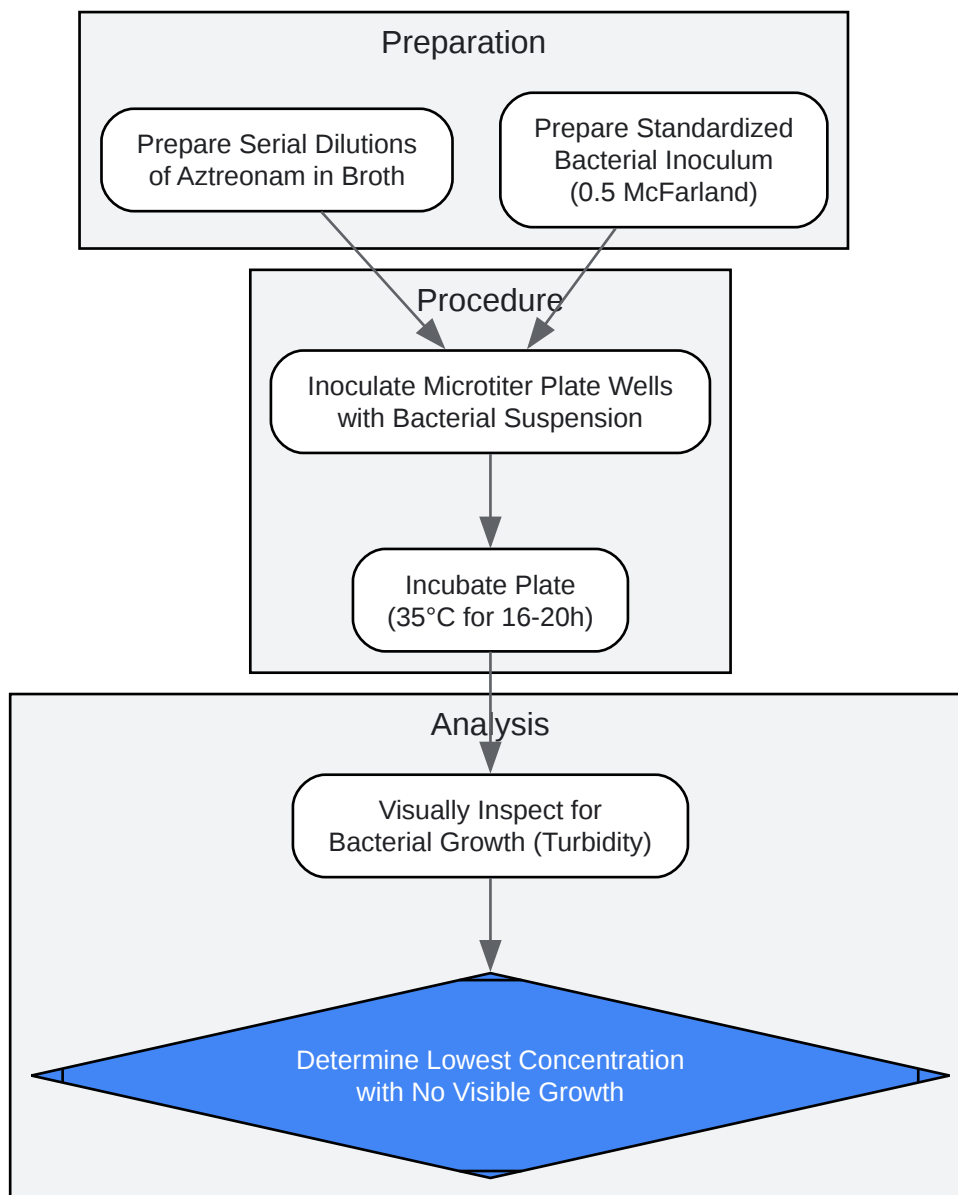 Preparation
Prepare Serial Dilutions
of Aztreonam in Broth
Prepare Standardized
Bacterial Inoculum
(0.5 McFarland)
Procedure
Inoculate Microtiter Plate Wells
with Bacterial Suspension
Incubate Plate
(35°C for 16-20h)
Analysis
Visually Inspect for
Bacterial Growth (Turbidity)
Determine Lowest Concentration
with No Visible Growth